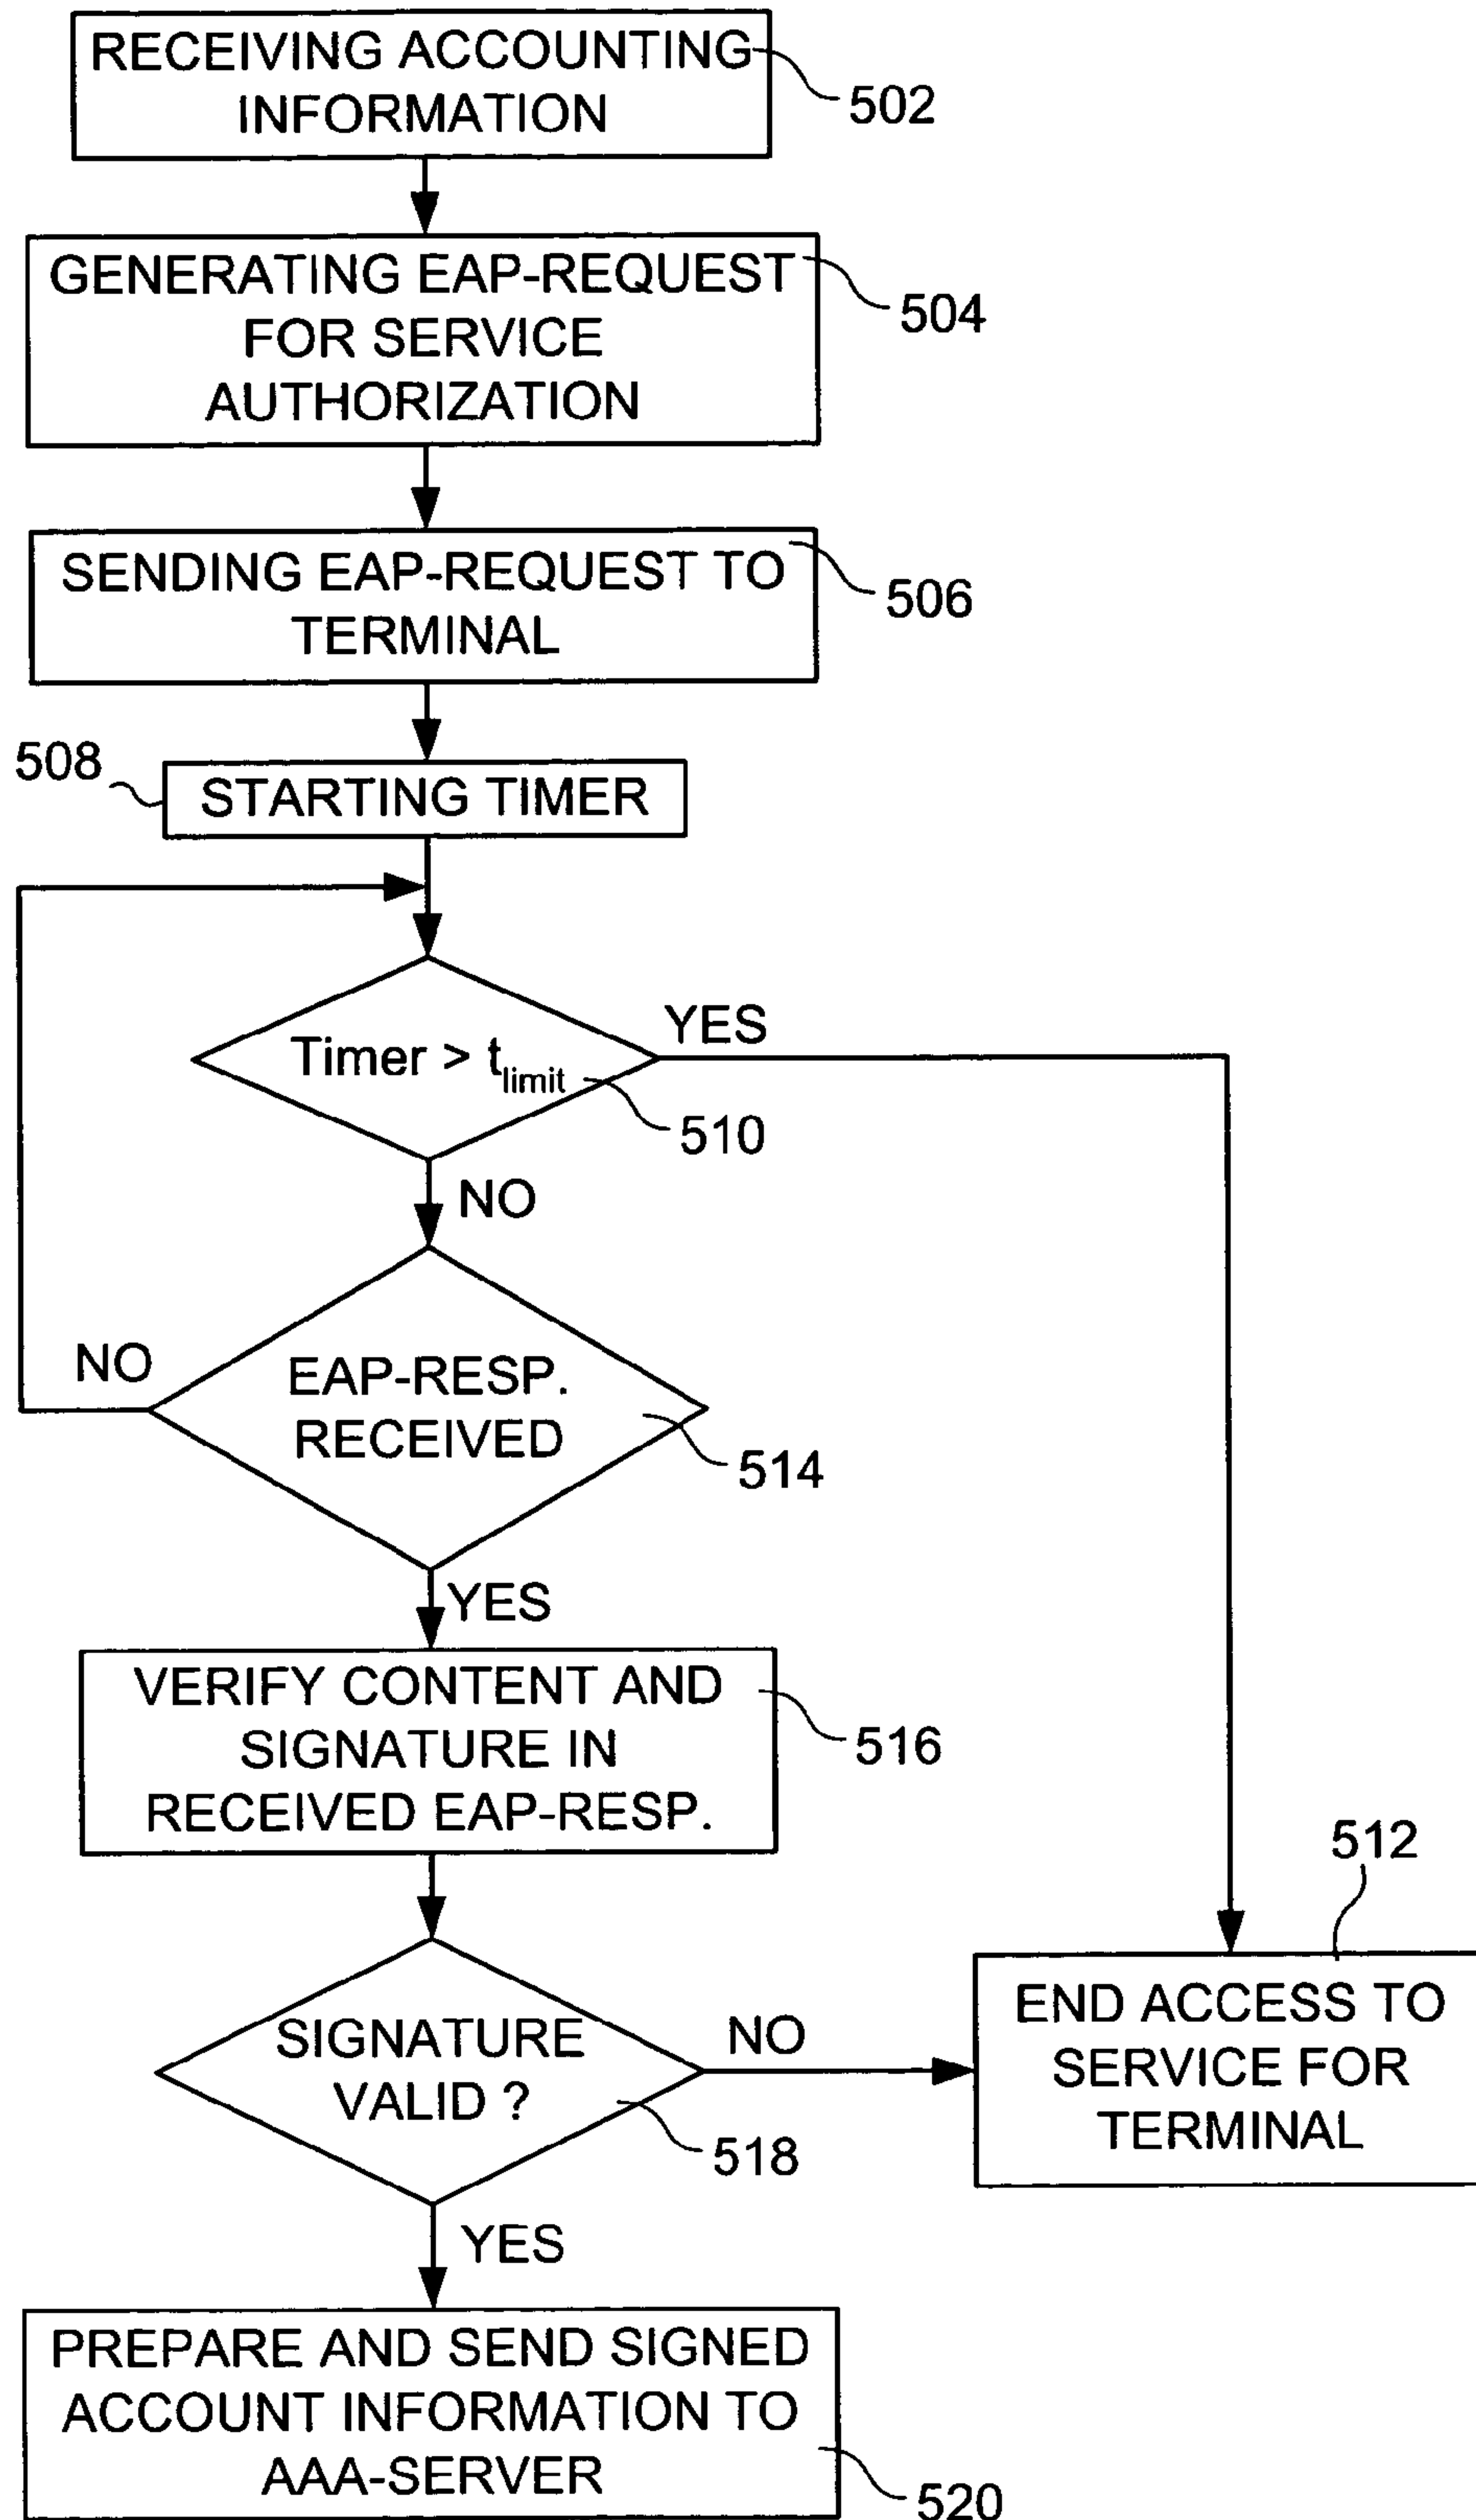 RECEIVING ACCOUNTING
INFORMATION
502
GENERATING EAP-REQUEST
FOR SERVICE
AUTHORIZATION
504
SENDING EAP-REQUEST TO
TERMINAL
506
508
STARTING TIMER
Timer > tlimit
YES
510
NO
EAP-RESP.
RECEIVED
NO
514
YES
VERIFY CONTENT AND
SIGNATURE IN
RECEIVED EAP-RESP.
516
512
END ACCESS TO
SERVICE FOR
TERMINAL
SIGNATURE
VALID ?
NO
518
YES
PREPARE AND SEND SIGNED
ACCOUNT INFORMATION TO
AAA-SERVER
520